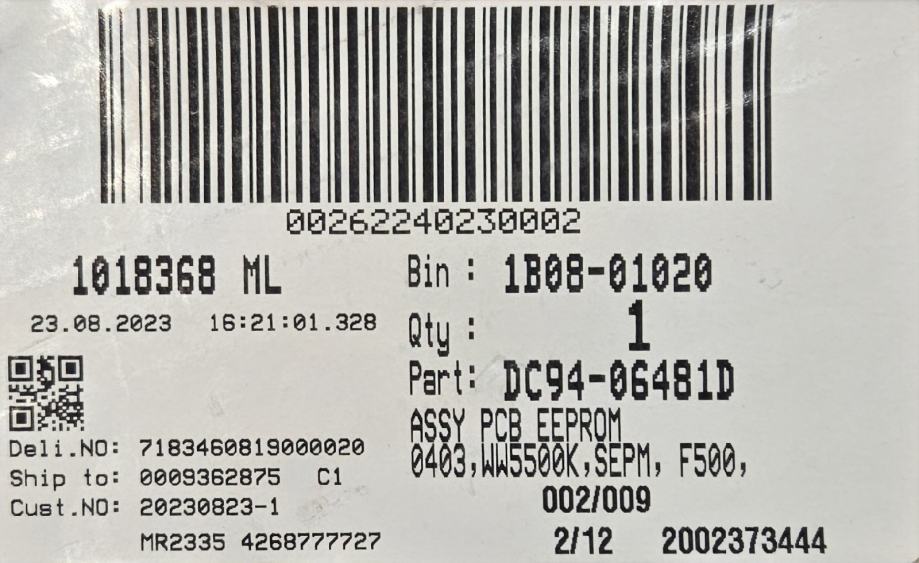 00262240230002
1018368 ML
23.08.2023 16:21:01.328
Bin : 1B08-01020
Qty : 1
Part: DC94-06481D
ASSY PCB EEPROM
0403,WW5500K,SEPM, F500,
002/009
2/12 2002373444
Deli.NO: 7183460819000020
Ship to: 0009362875 C1
Cust.NO: 20230823-1
MR2335 4268777727